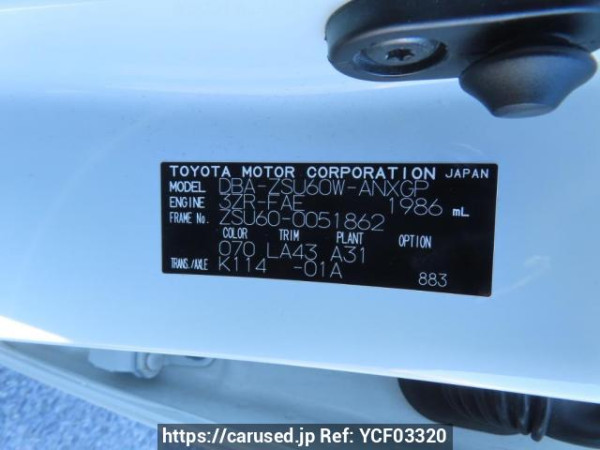 TOYOTA MOTOR CORPORATION JAPAN
MODEL DBA-ZSU60W-ANXGP
ENGINE 3ZR-FAE 1986 mL
FRAME No. ZSU60-0051862
COLOR TRIM PLANT OPTION
070 LA43 A31
TRANS./AXLE K114 -01A 883
https://carused.jp Ref: YCF03320